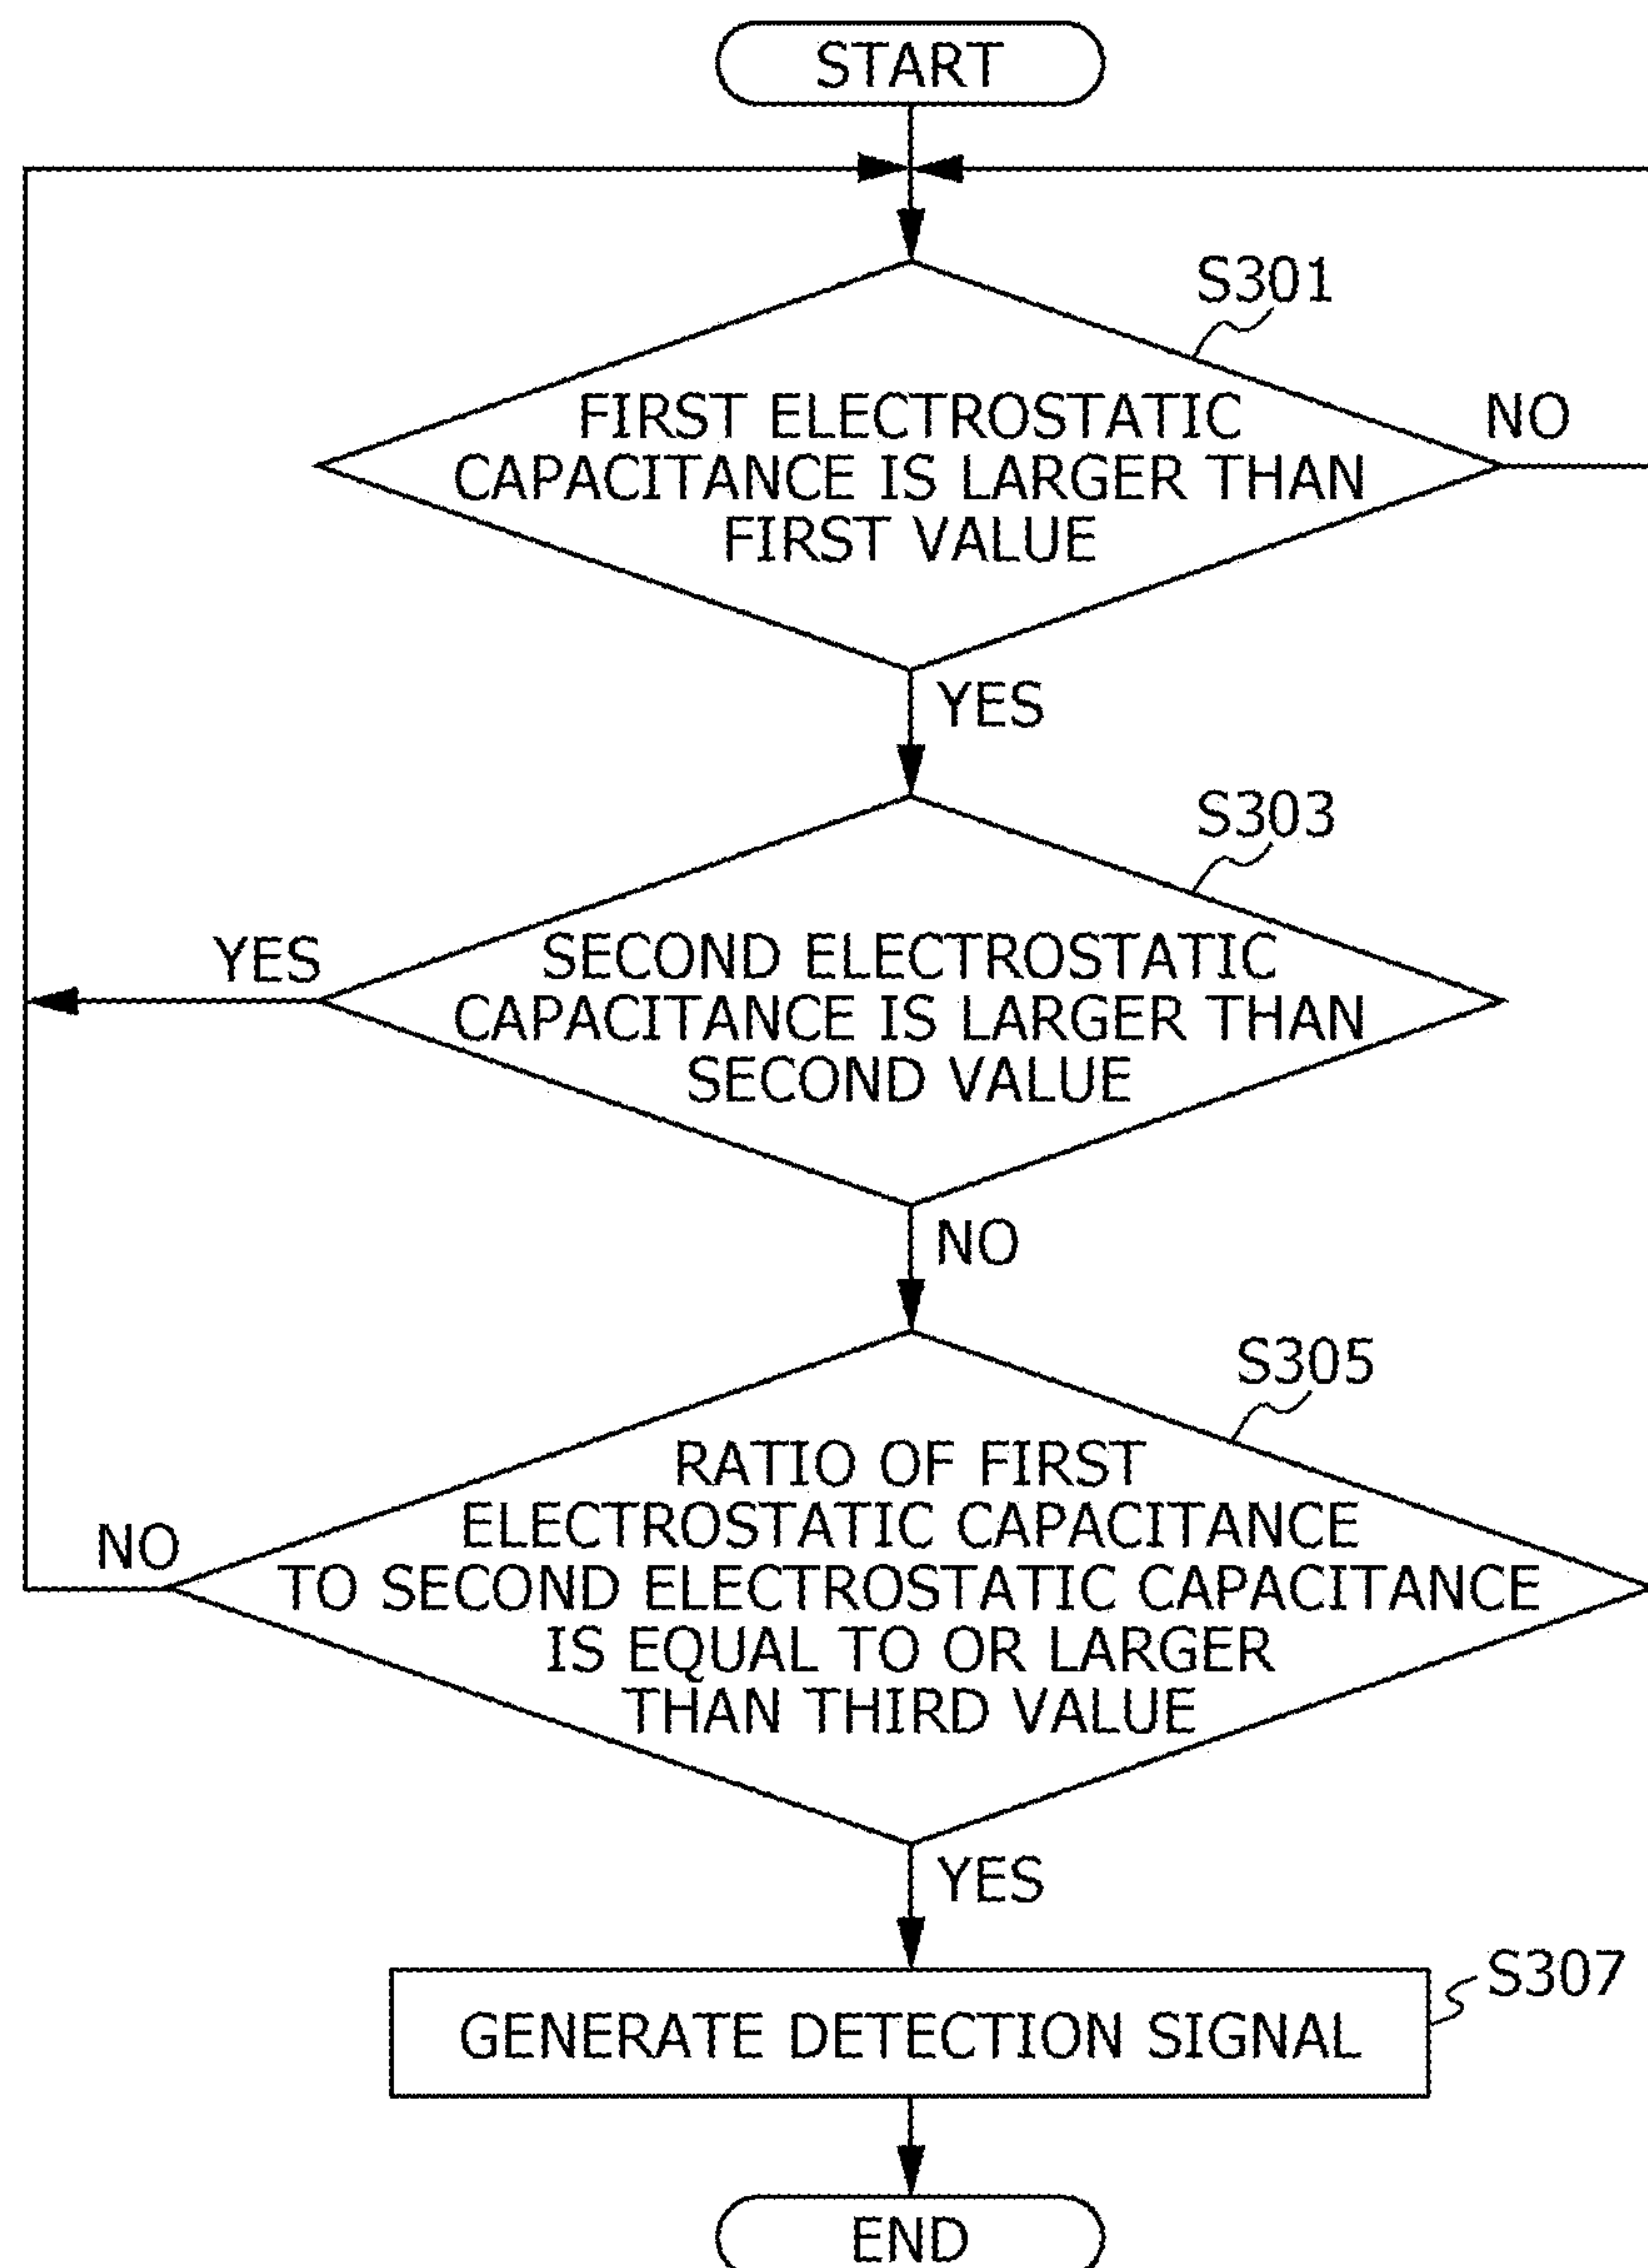 START
S301
FIRST ELECTROSTATIC
CAPACITANCE IS LARGER THAN
FIRST VALUE
NO
YES
S303
SECOND ELECTROSTATIC
CAPACITANCE IS LARGER THAN
SECOND VALUE
YES
NO
S305
RATIO OF FIRST
ELECTROSTATIC CAPACITANCE
TO SECOND ELECTROSTATIC CAPACITANCE
IS EQUAL TO OR LARGER
THAN THIRD VALUE
NO
YES
S307
GENERATE DETECTION SIGNAL
END